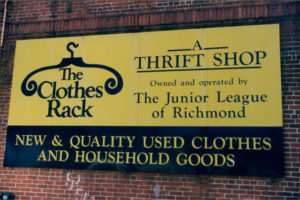 The
Clothes
Rack
A
THRIFT SHOP
Owned and operated by
The Junior League
of Richmond
NEW & QUALITY USED CLOTHES
AND HOUSEHOLD GOODS